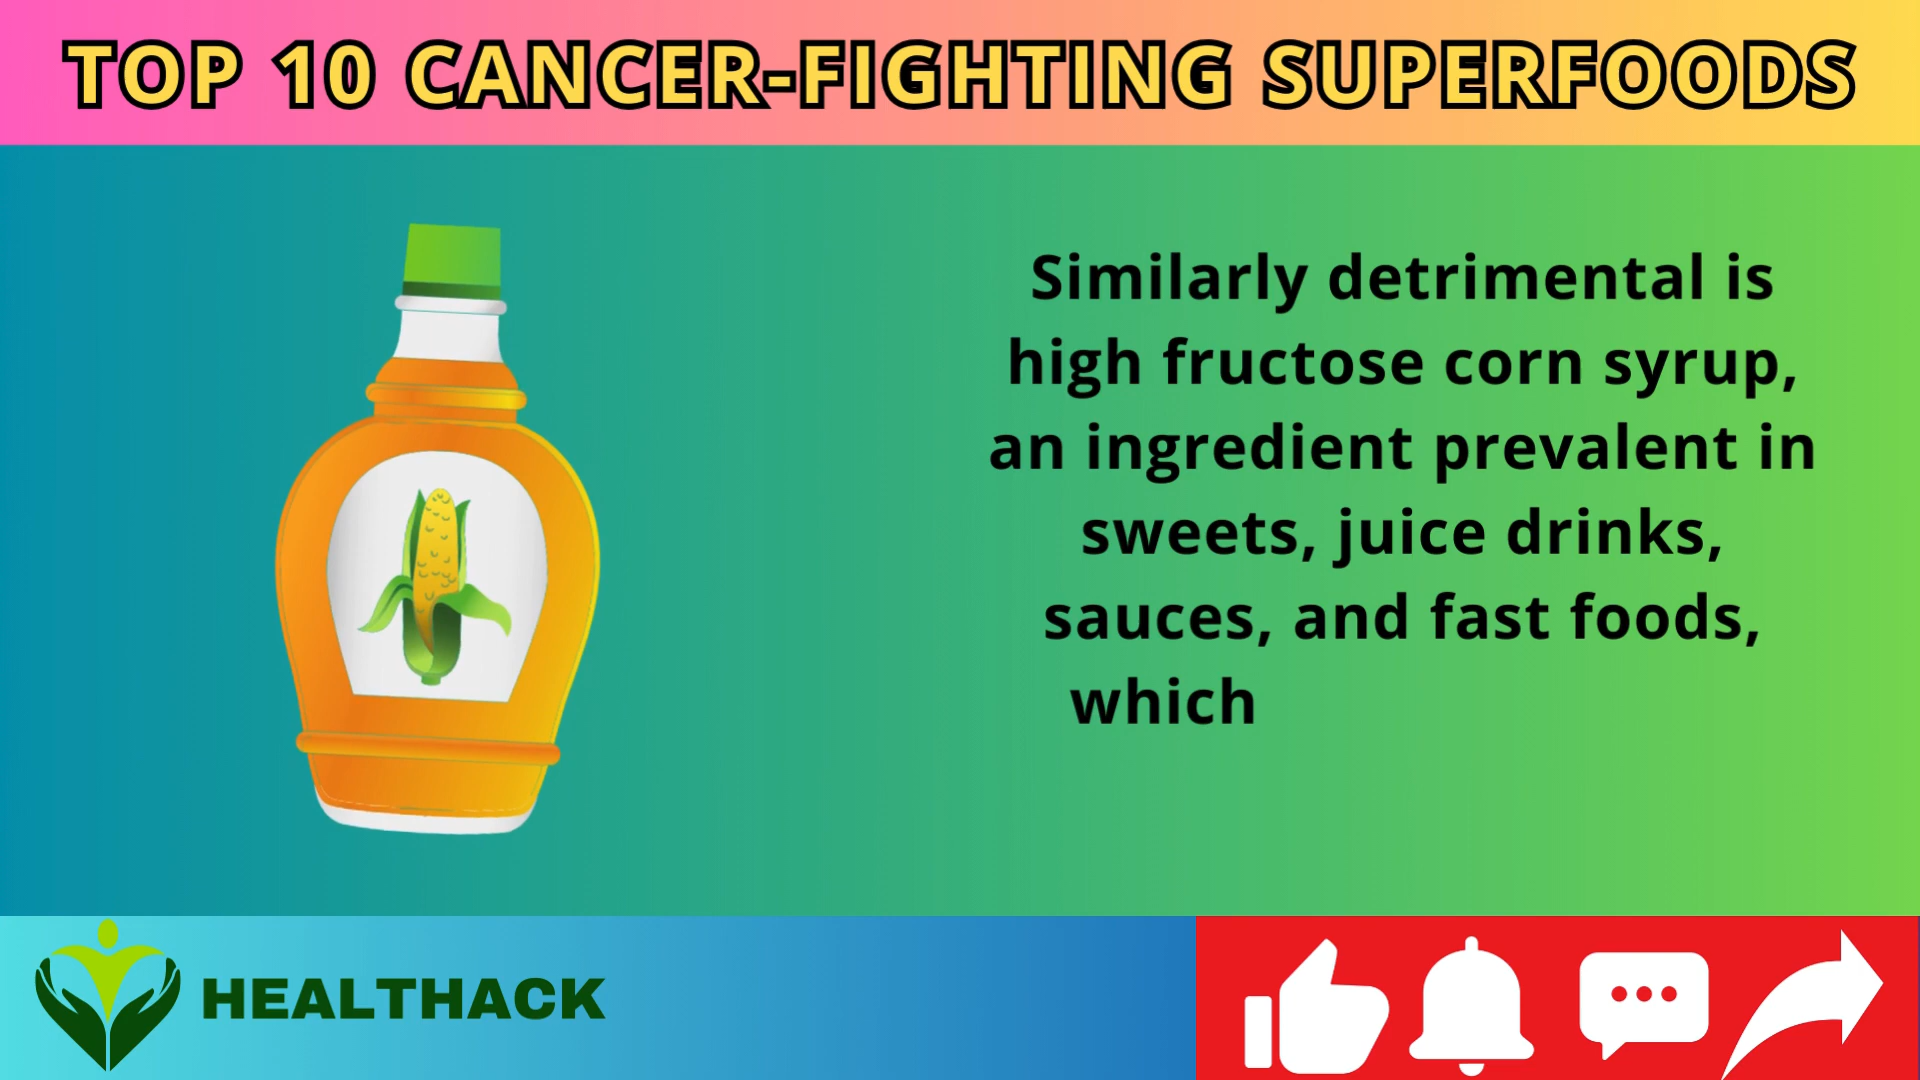 TOP 10 CANCER-FIGHTING SUPERFOODS
Similarly detrimental is
high fructose corn syrup,
an ingredient prevalent in
sweets, juice drinks,
sauces, and fast foods,
which
HEALTHACK